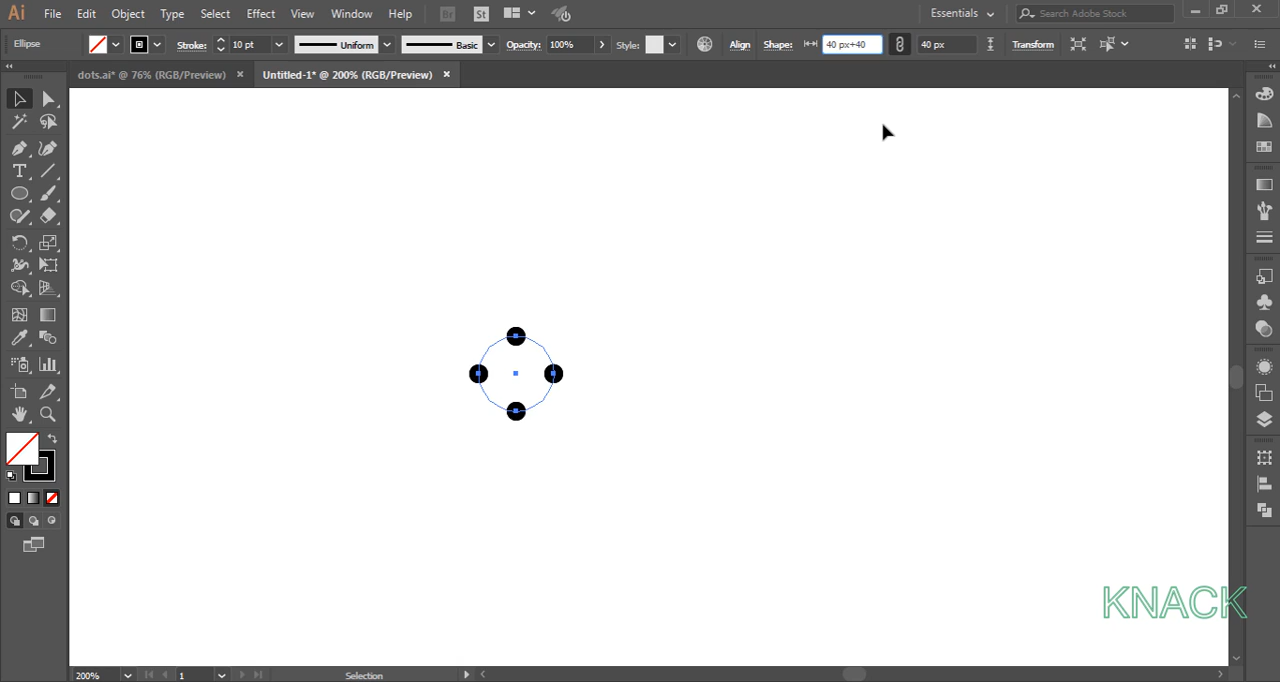 Ai File Edit Object Type Select Effect View Window Help Br St Essentials Search Adobe Stock
Ellipse Stroke: 10 pt Uniform Basic Opacity: 100% Style: Align Shape: 40 px+40 40 px Transform
dots.ai* @ 76% (RGB/Preview) × Untitled-1* @ 200% (RGB/Preview) ×
T
KNACK
200% 1 Selection